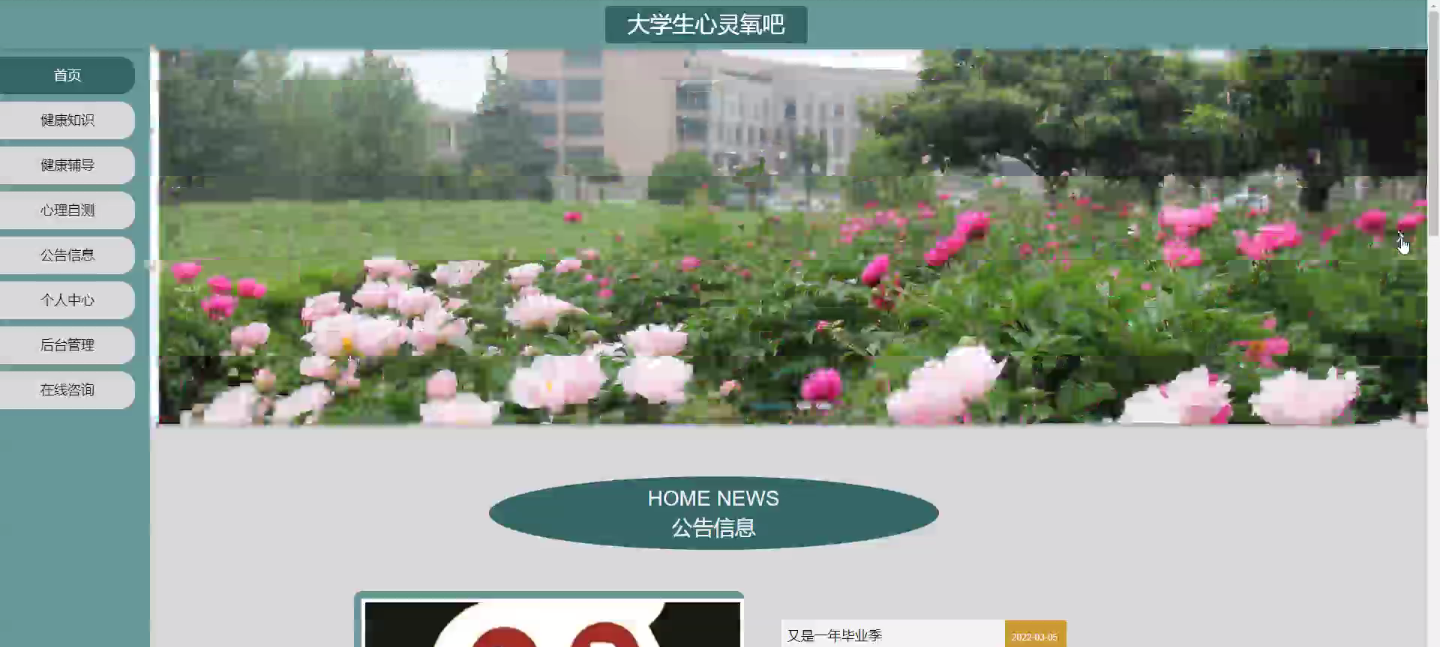 大学生心灵氧吧
首页
健康知识
健康辅导
心理自测
公告信息
个人中心
后台管理
在线咨询
HOME NEWS
公告信息
又是一年毕业季
2022-03-05